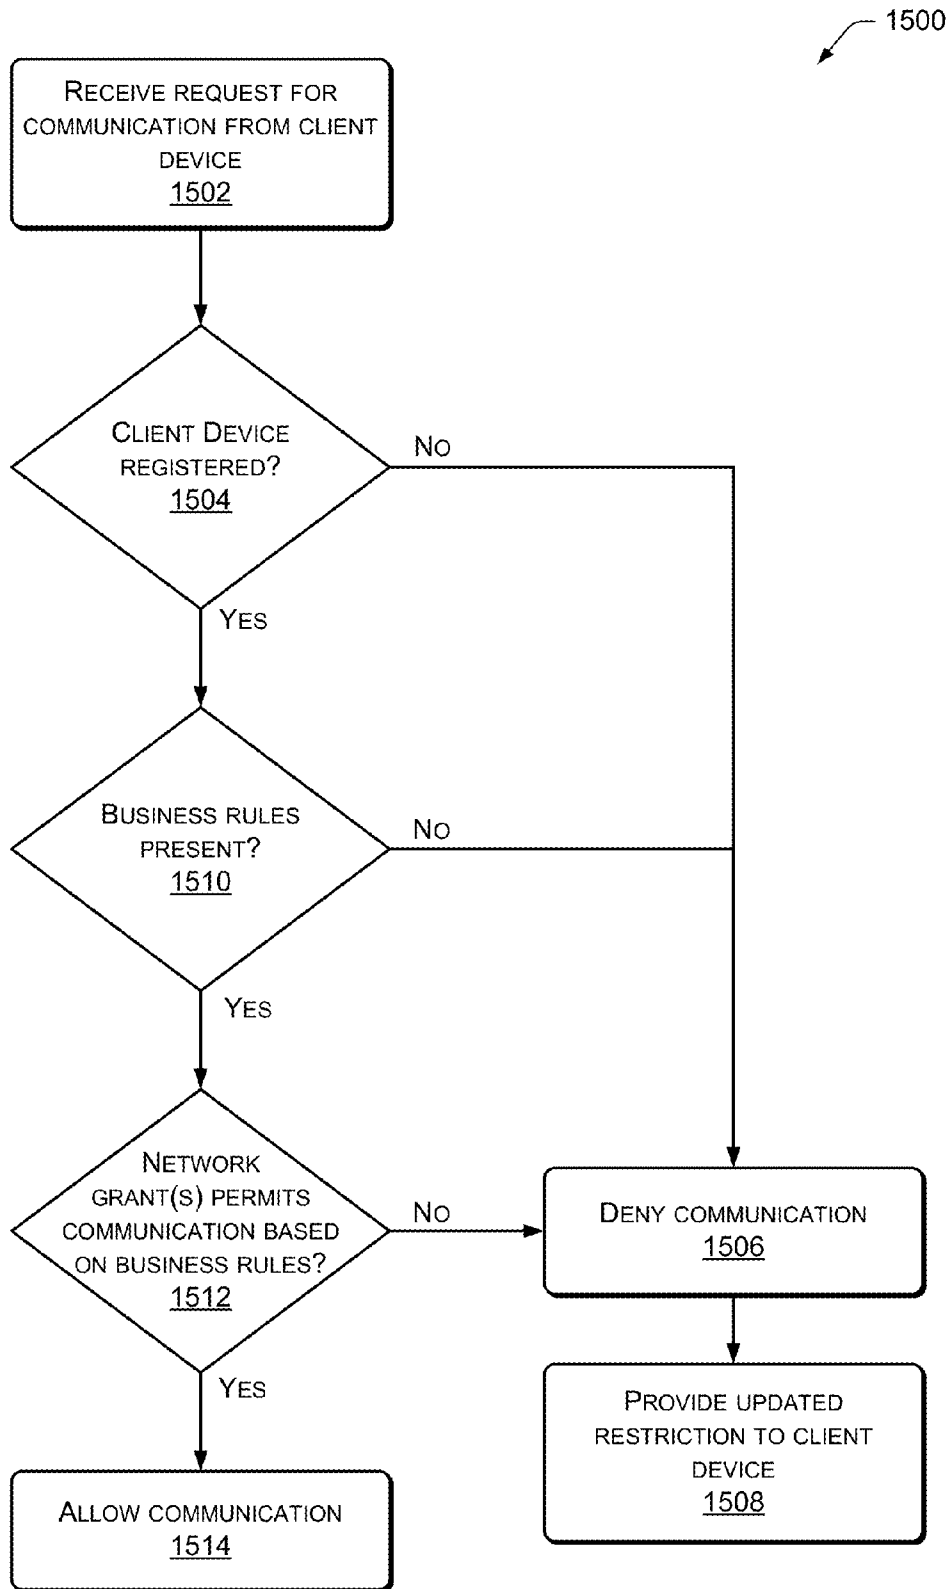 1500
RECEIVE REQUEST FOR
COMMUNICATION FROM CLIENT
DEVICE
1502
CLIENT DEVICE
REGISTERED?
1504
NO
YES
BUSINESS RULES
PRESENT?
1510
NO
YES
NETWORK
GRANT(S) PERMITS
COMMUNICATION BASED
ON BUSINESS RULES?
1512
NO
DENY COMMUNICATION
1506
YES
PROVIDE UPDATED
RESTRICTION TO CLIENT
DEVICE
1508
ALLOW COMMUNICATION
1514